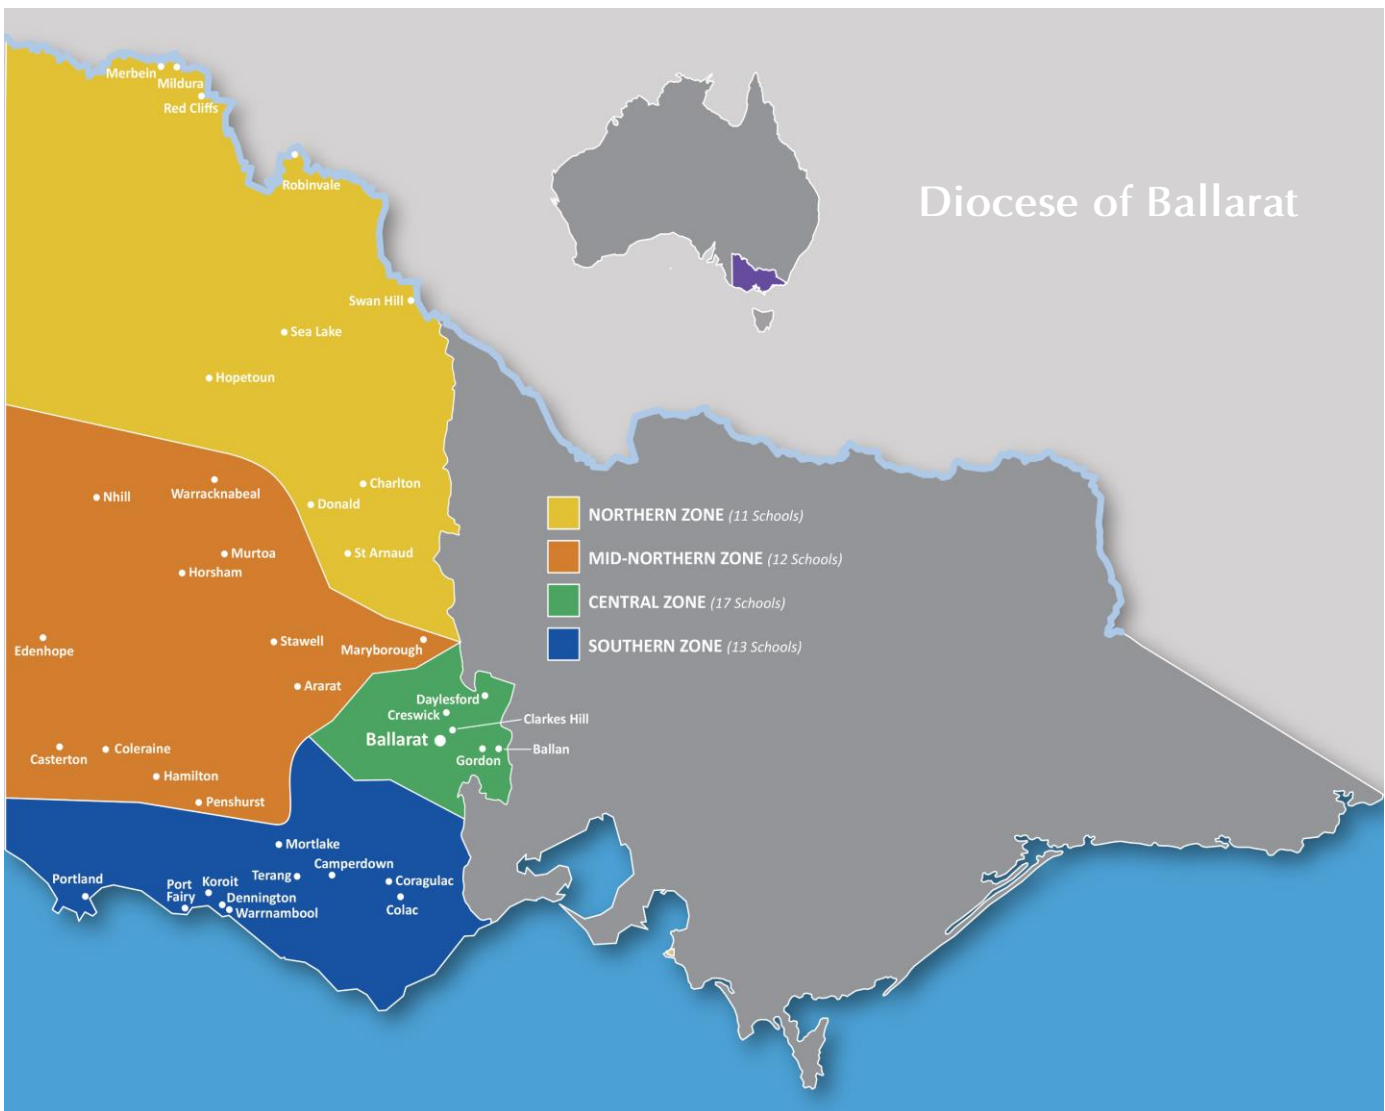 Diocese of Ballarat
Merbein
Mildura
Red Cliffs
Robinvale
Swan Hill
Sea Lake
Hopetoun
Charlton
Donald
St Arnaud
Warracknabeal
Nhill
Murtoa
Horsham
Edenhope
Stawell
Maryborough
Ararat
Casterton
Coleraine
Hamilton
Penshurst
Daylesford
Creswick
Clarkes Hill
Ballarat
Gordon
Ballan
NORTHERN ZONE (11 Schools)
MID-NORTHERN ZONE (12 Schools)
CENTRAL ZONE (17 Schools)
SOUTHERN ZONE (13 Schools)
Mortlake
Camperdown
Terang
Coragulac
Colac
Portland
Port
Fairy
Koroit
Dennington
Warrnambool